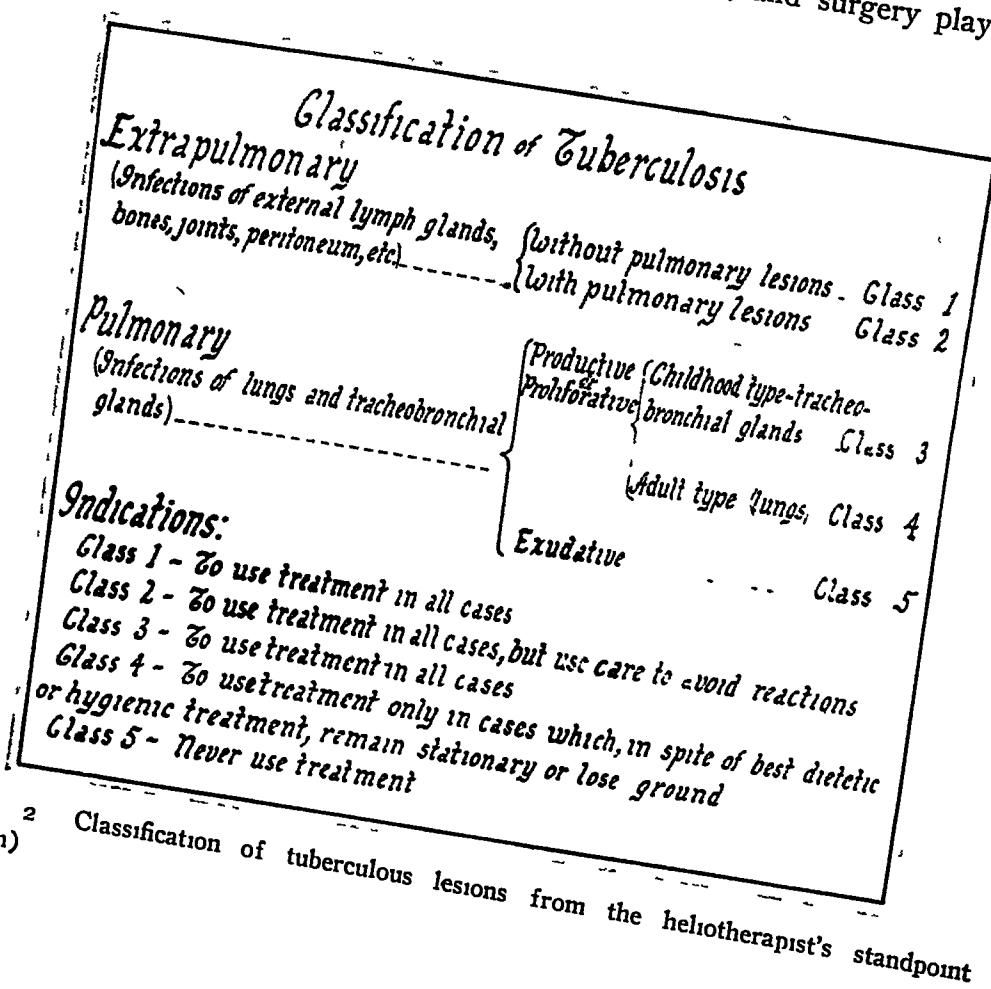 surgery play
Classification of Tuberculosis
Extrapulmonary
(Infections of external lymph glands,
bones, joints, peritoneum, etc.)
{Without pulmonary lesions - Class 1
{With pulmonary lesions Class 2
Pulmonary
(Infections of lungs and tracheobronchial
glands)
{Productive
or
Proliforative
{Childhood type-tracheo-
bronchial glands Class 3
Adult type lungs, Class 4
Exudative - - - Class 5
Indications:
Class 1 - To use treatment in all cases
Class 2 - To use treatment in all cases, but use care to avoid reactions
Class 3 - To use treatment in all cases
Class 4 - To use treatment only in cases which, in spite of best dietetic
or hygienic treatment, remain stationary or lose ground
Class 5 - Never use treatment
2 Classification of tuberculous lesions from the heliotherapist's standpoint